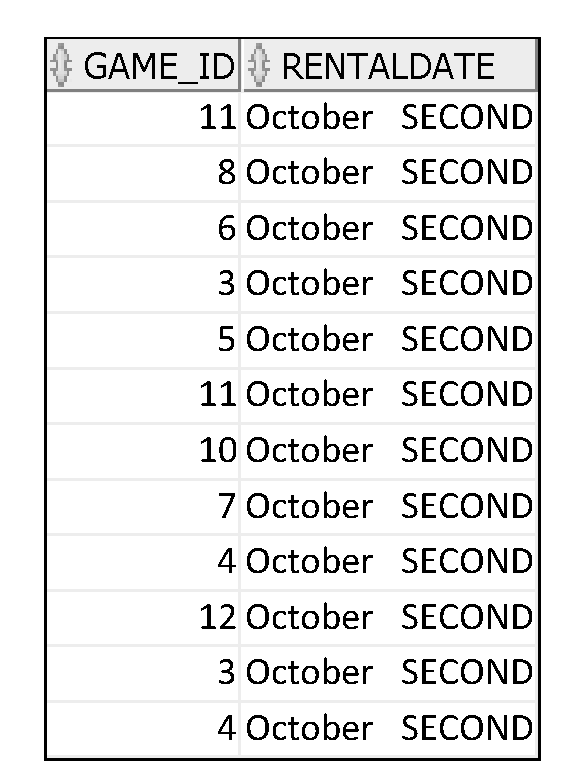 GAME_ID RENTALDATE
11 October   SECOND
8 October   SECOND
6 October   SECOND
3 October   SECOND
5 October   SECOND
11 October   SECOND
10 October   SECOND
7 October   SECOND
4 October   SECOND
12 October   SECOND
3 October   SECOND
4 October   SECOND